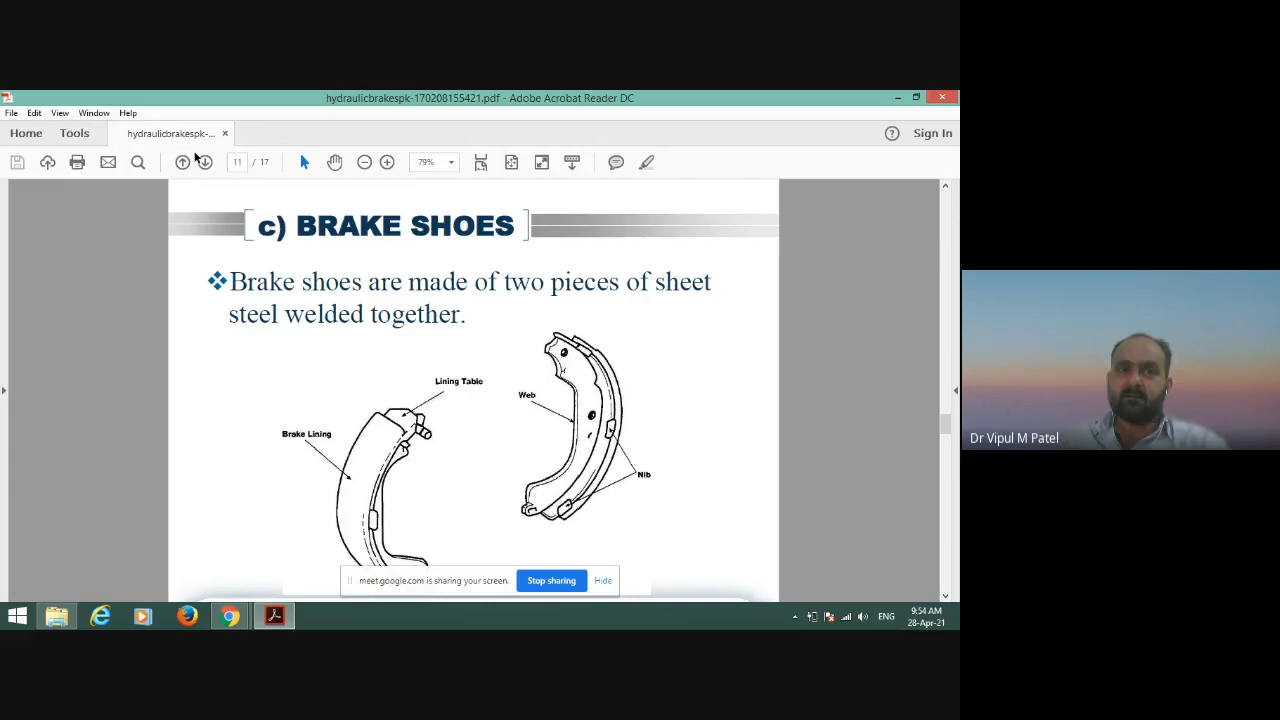 hydraulicbrakespk-170208155421.pdf - Adobe Acrobat Reader DC
File Edit View Window Help
Home Tools hydraulicbrakespk-... × Sign In
11 / 17 79%
c) BRAKE SHOES
❖Brake shoes are made of two pieces of sheet
steel welded together.
Lining Table
Web
Brake Lining
Nib
Dr Vipul M Patel
meet.google.com is sharing your screen. Stop sharing Hide
ENG 9:54 AM
28-Apr-21